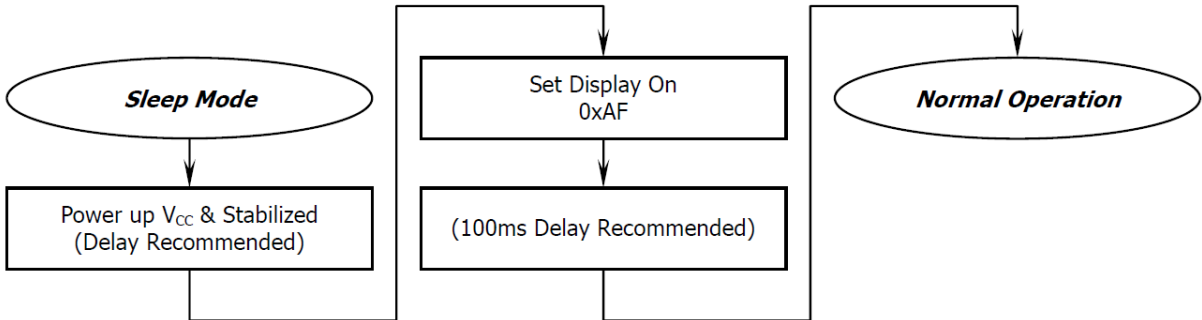 Sleep Mode
Power up V<sub>CC</sub> & Stabilized
(Delay Recommended)
Set Display On
0xAF
(100ms Delay Recommended)
Normal Operation